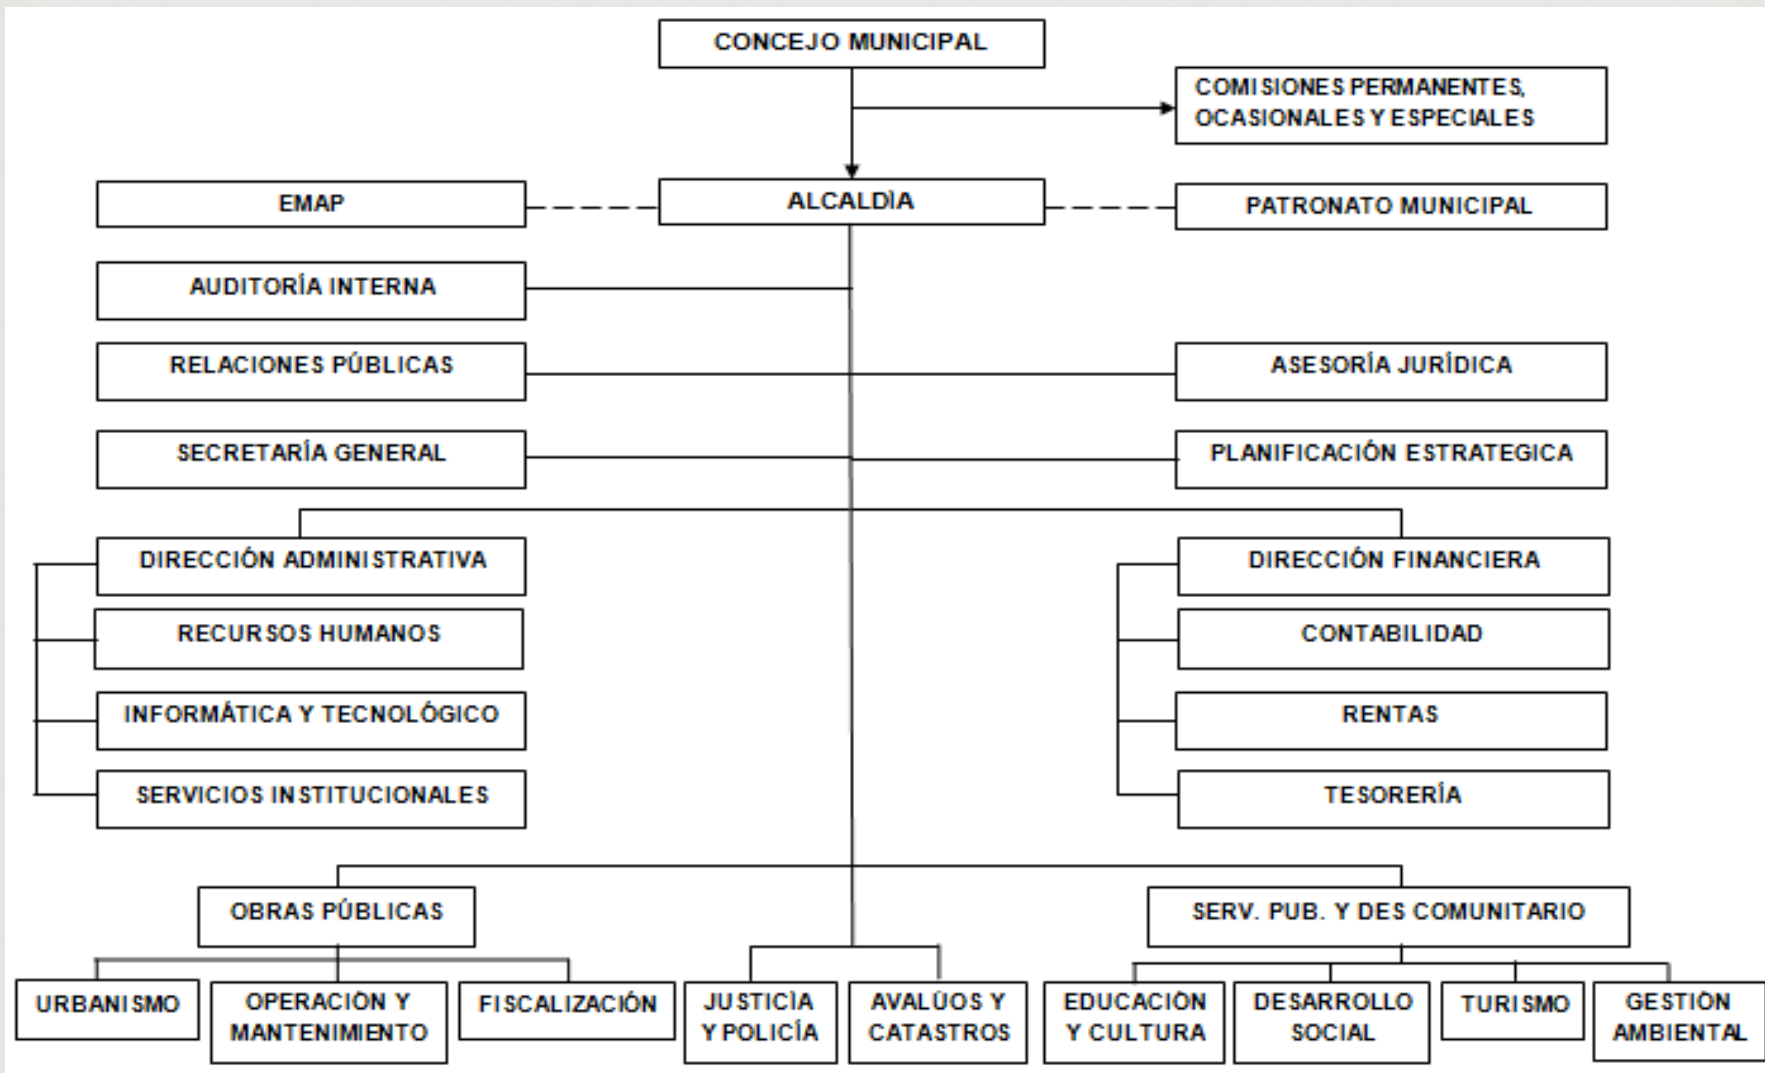 CONCEJO MUNICIPAL
COMISIONES PERMANENTES,
OCASIONALES Y ESPECIALES
EMAP
ALCALDÌA
PATRONATO MUNICIPAL
AUDITORÍA INTERNA
RELACIONES PÚBLICAS
ASESORÍA JURÍDICA
SECRETARÍA GENERAL
PLANIFICACIÓN ESTRATEGICA
DIRECCIÓN ADMINISTRATIVA
DIRECCIÓN FINANCIERA
RECURSOS HUMANOS
CONTABILIDAD
INFORMÁTICA Y TECNOLÓGICO
RENTAS
SERVICIOS INSTITUCIONALES
TESORERÍA
OBRAS PÚBLICAS
SERV. PUB. Y DES COMUNITARIO
URBANISMO
OPERACIÓN Y
MANTENIMIENTO
FISCALIZACIÓN
JUSTICÌA
Y POLICÍA
AVALÚOS Y
CATASTROS
EDUCACIÓN
Y CULTURA
DESARROLLO
SOCIAL
TURISMO
GESTIÓN
AMBIENTAL